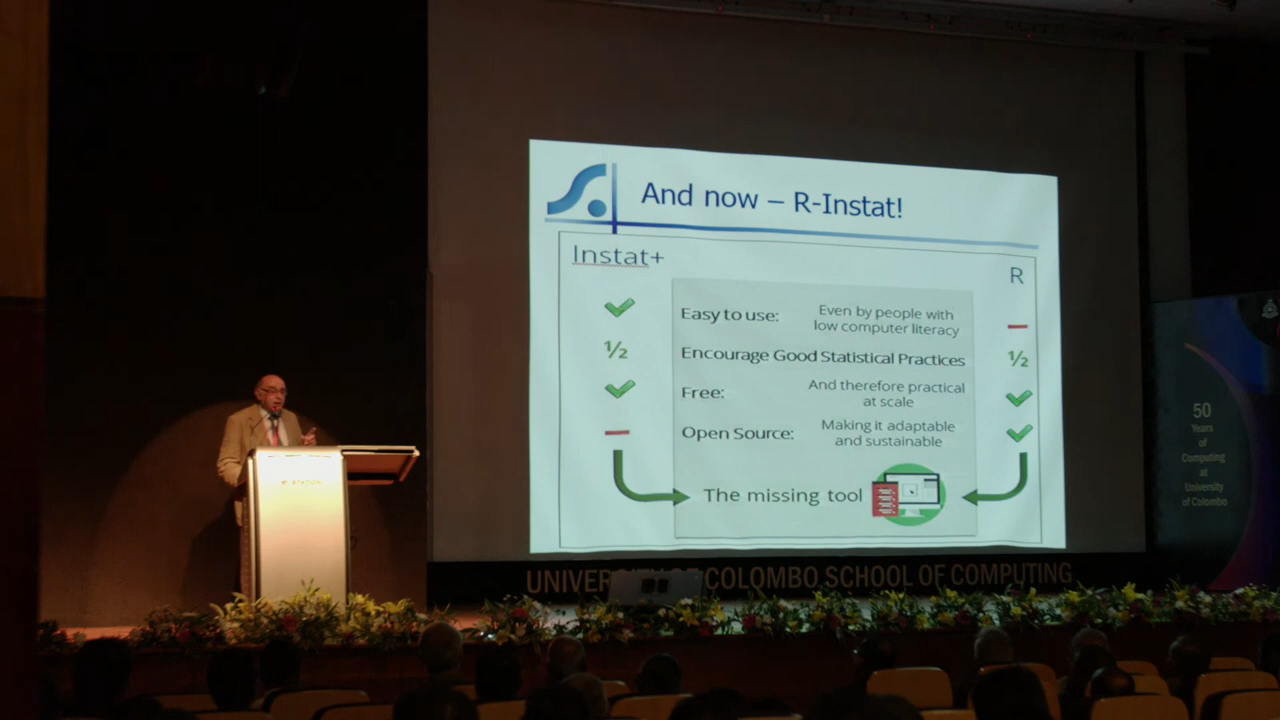 And now – R-Instat!
Instat+
R
Easy to use:
Even by people with
low computer literacy
½
Encourage Good Statistical Practices
½
Free:
And therefore practical
at scale
Open Source:
Making it adaptable
and sustainable
The missing tool
50
Years
of
Computing
at
University
of Colombo
COLOMBO SCHOOL OF COMPUTING